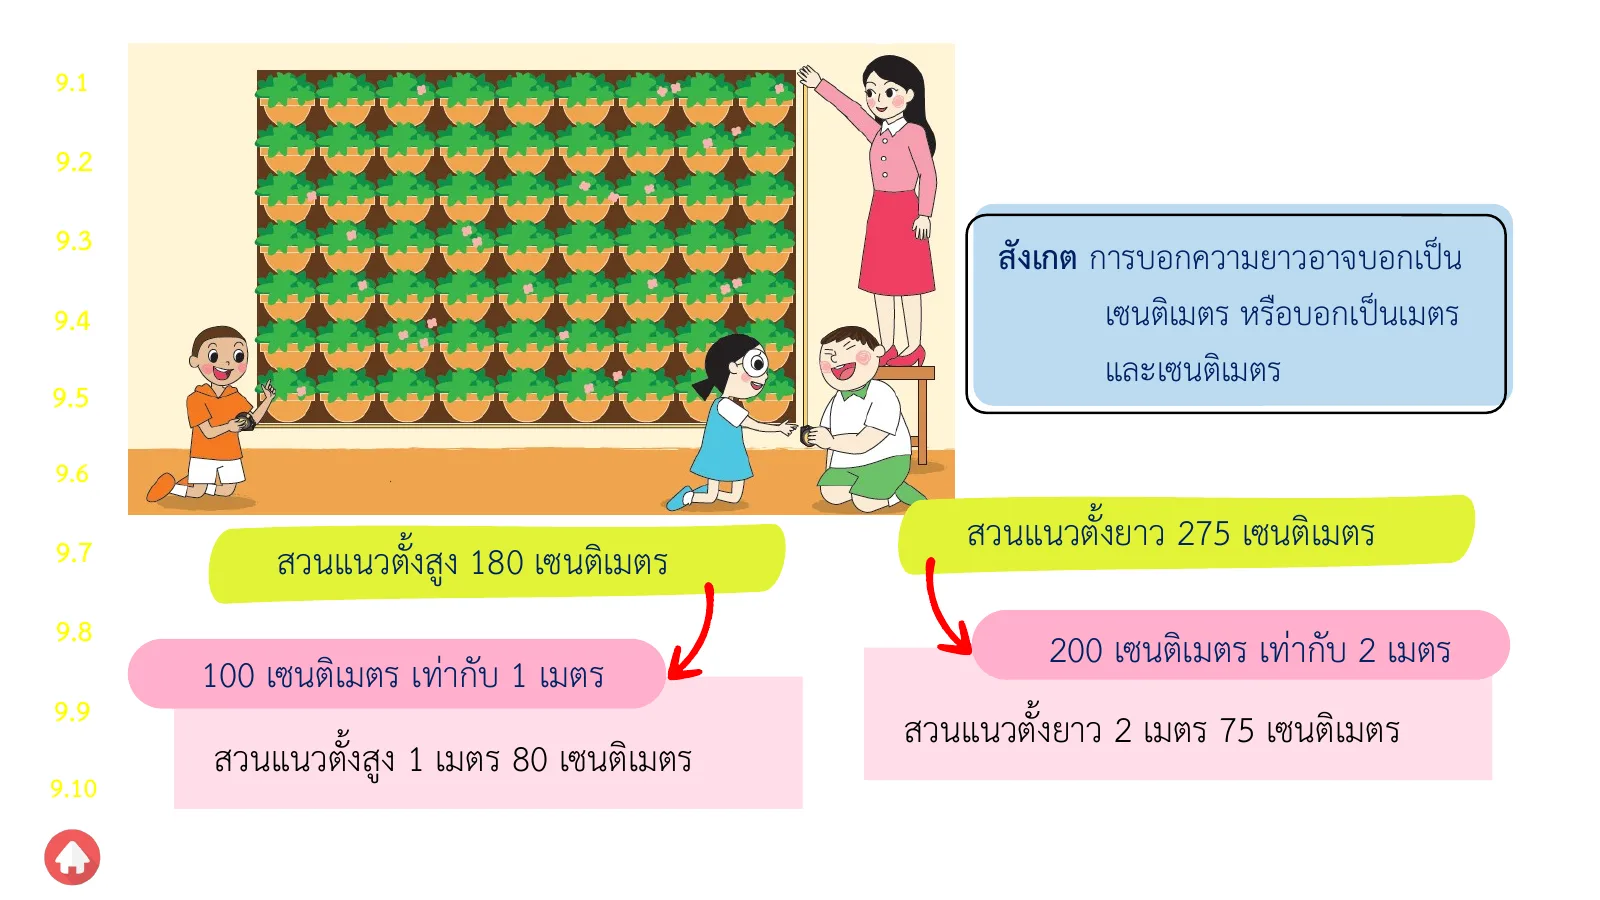 9.1
9.2
9.3
9.4
9.5
9.6
9.7
9.8
9.9
9.10
สังเกต การบอกความยาวอาจบอกเป็น
เซนติเมตร หรือบอกเป็นเมตร
และเซนติเมตร
สวนแนวตั้งสูง 180 เซนติเมตร
100 เซนติเมตร เท่ากับ 1 เมตร
สวนแนวตั้งสูง 1 เมตร 80 เซนติเมตร
สวนแนวตั้งยาว 275 เซนติเมตร
200 เซนติเมตร เท่ากับ 2 เมตร
สวนแนวตั้งยาว 2 เมตร 75 เซนติเมตร